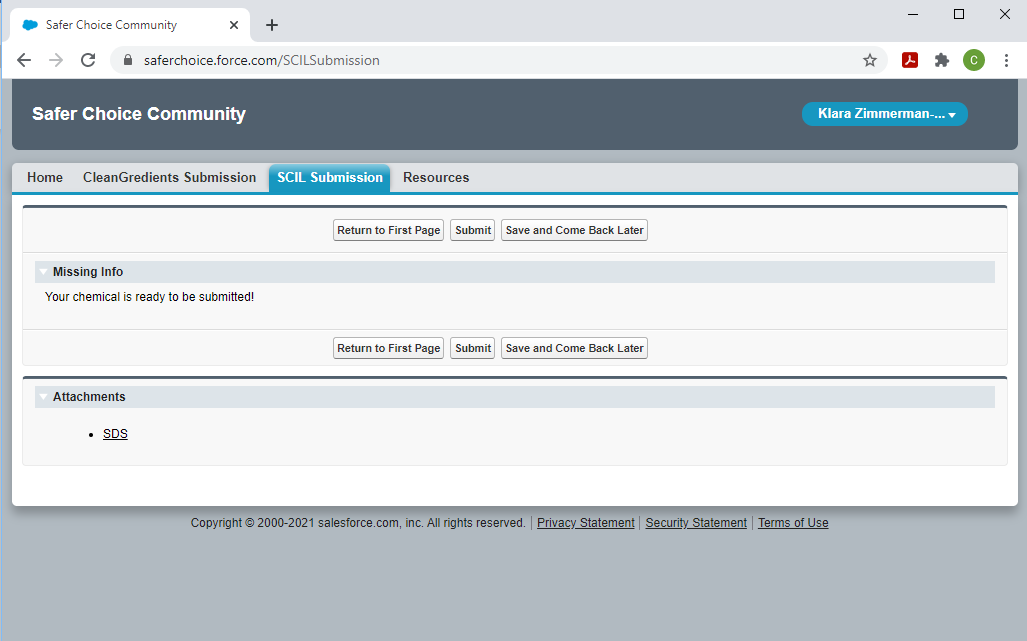 Safer Choice Community
saferchoice.force.com/SCILSubmission
C
Safer Choice Community
Klara Zimmerman-...
Home CleanGredients Submission SCIL Submission Resources
Return to First Page Submit Save and Come Back Later
Missing Info
Your chemical is ready to be submitted!
Return to First Page Submit Save and Come Back Later
Attachments
• SDS
Copyright © 2000-2021 salesforce.com, inc. All rights reserved. | Privacy Statement | Security Statement | Terms of Use